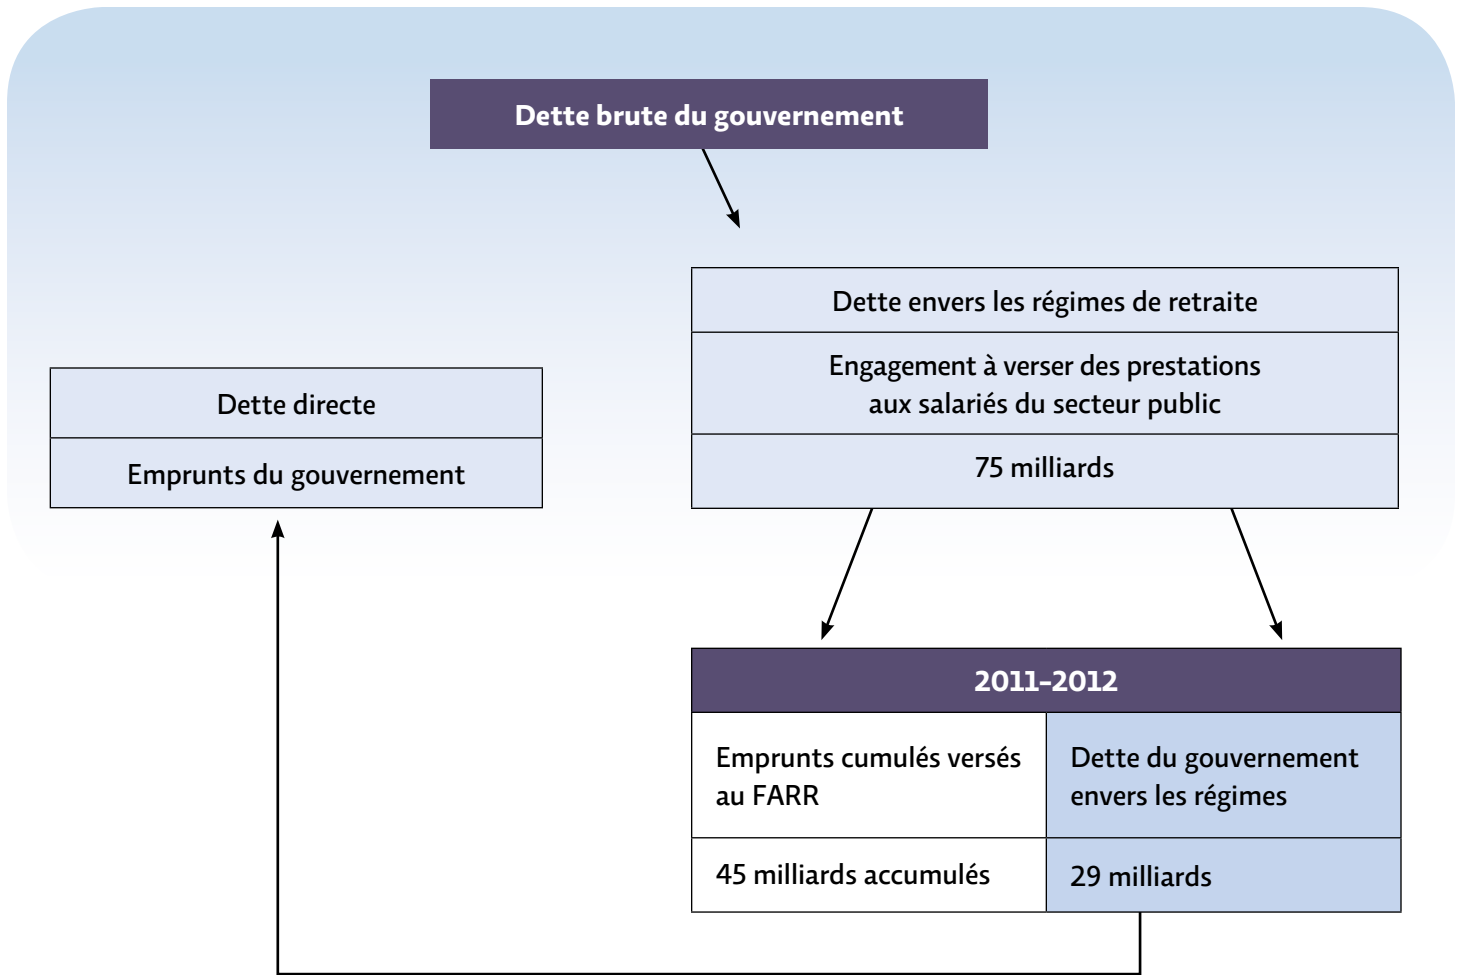 Dette brute du gouvernement
Dette envers les régimes de retraite
Engagement à verser des prestations
aux salariés du secteur public
75 milliards
Dette directe
Emprunts du gouvernement
2011-2012
Emprunts cumulés versés
au FARR
Dette du gouvernement
envers les régimes
45 milliards accumulés
29 milliards